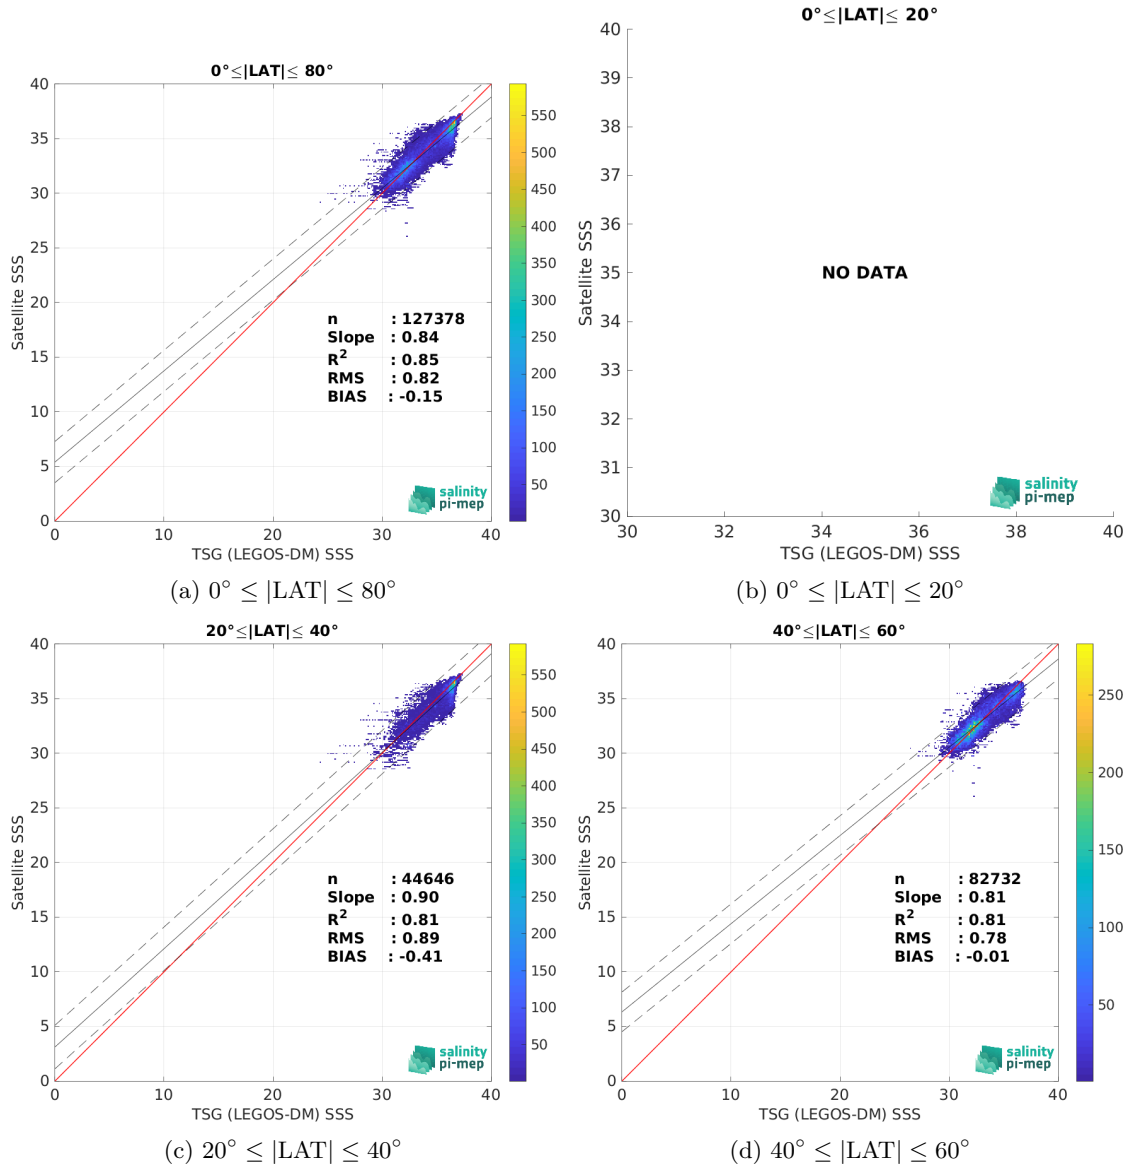 0°≤|LAT|≤ 80°
40
35
30
25
20
15
10
5
0
0
10
20
30
40
Satellite SSS
TSG (LEGOS-DM) SSS
n : 127378
Slope : 0.84
R² : 0.85
RMS : 0.82
BIAS : -0.15
salinity
pi-mep
550
500
450
400
350
300
250
200
150
100
50
(a) 0° ≤ |LAT| ≤ 80°
0°≤|LAT|≤ 20°
40
39
38
37
36
35
34
33
32
31
30
30
32
34
36
38
40
Satellite SSS
TSG (LEGOS-DM) SSS
NO DATA
salinity
pi-mep
(b) 0° ≤ |LAT| ≤ 20°
20°≤|LAT|≤ 40°
40
35
30
25
20
15
10
5
0
0
10
20
30
40
Satellite SSS
TSG (LEGOS-DM) SSS
n : 44646
Slope : 0.90
R² : 0.81
RMS : 0.89
BIAS : -0.41
salinity
pi-mep
550
500
450
400
350
300
250
200
150
100
50
(c) 20° ≤ |LAT| ≤ 40°
40°≤|LAT|≤ 60°
40
35
30
25
20
15
10
5
0
0
10
20
30
40
Satellite SSS
TSG (LEGOS-DM) SSS
n : 82732
Slope : 0.81
R² : 0.81
RMS : 0.78
BIAS : -0.01
salinity
pi-mep
250
200
150
100
50
(d) 40° ≤ |LAT| ≤ 60°